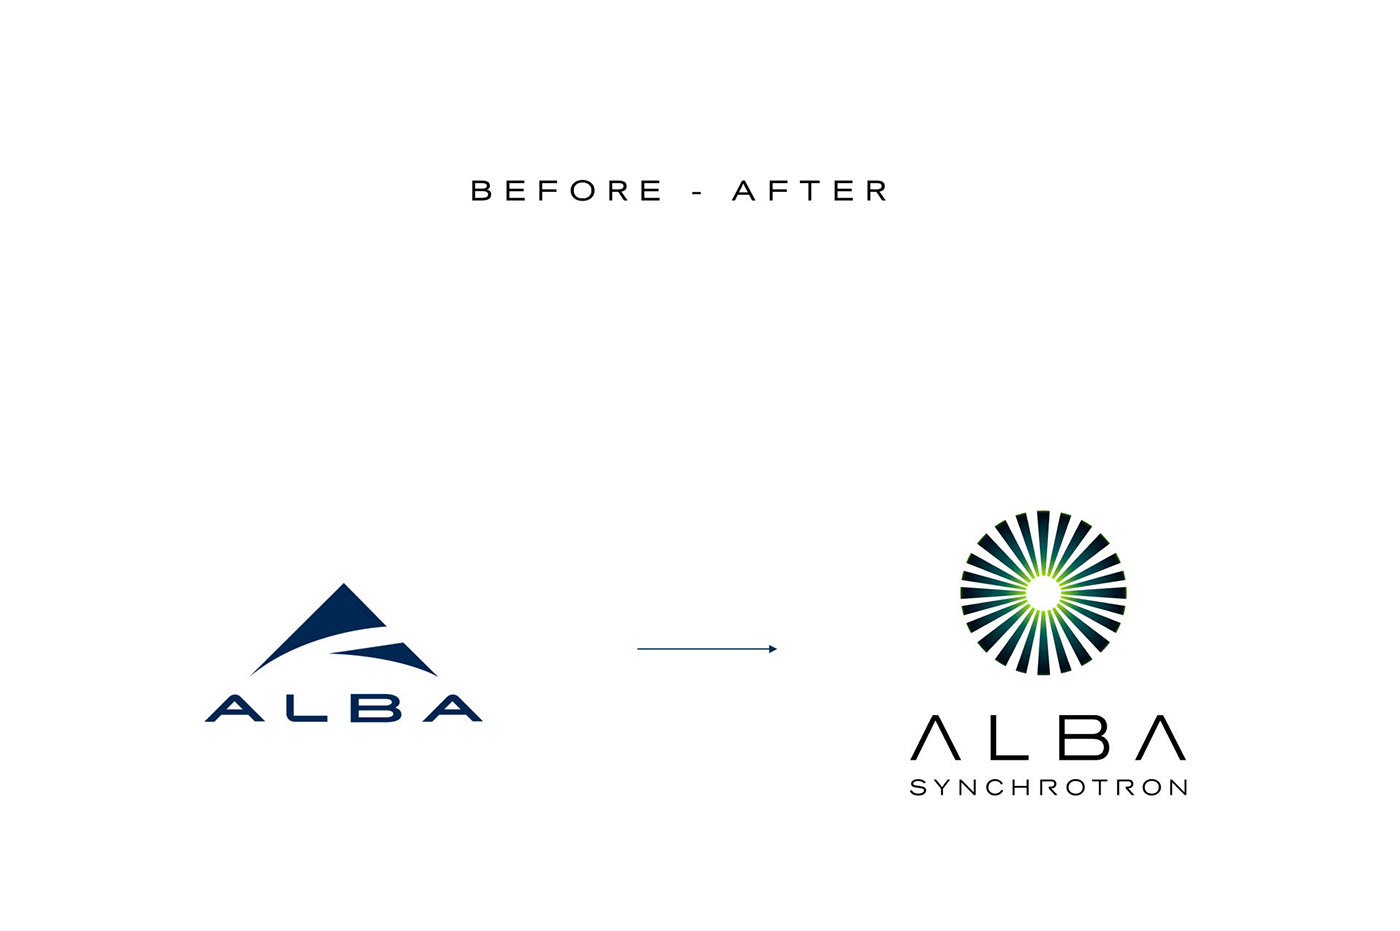 BEFORE - AFTER
ALBA
ALBA
SYNCHROTRON